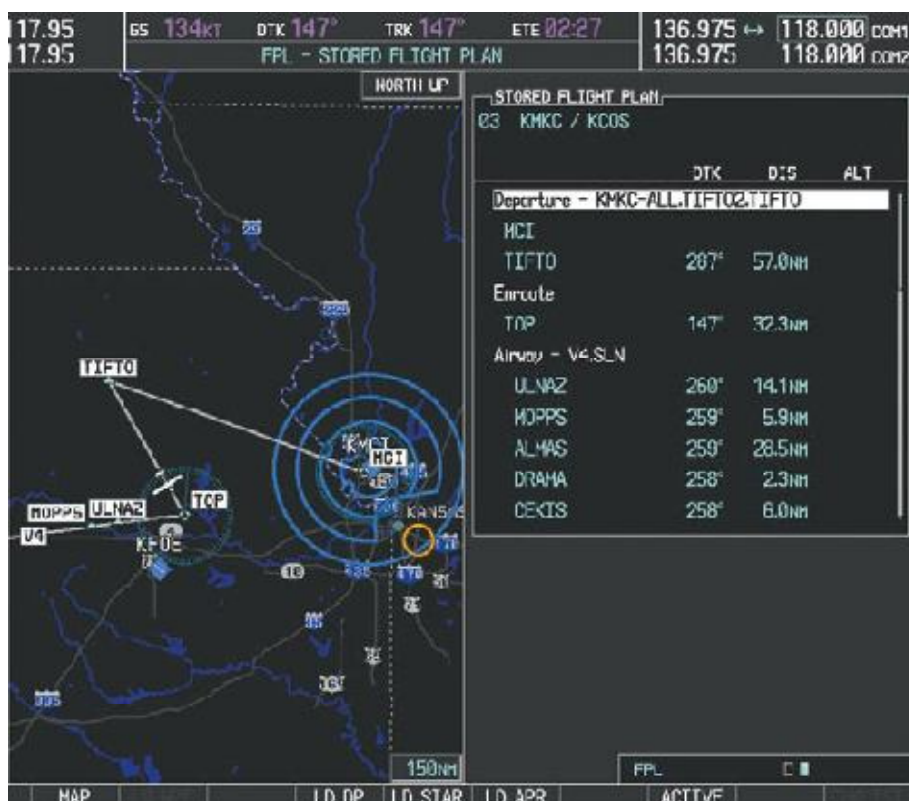 117.95
117.95
GS 134KT DTK 147° TRK 147° ETE 02:27
FPL – STORED FLIGHT PLAN
136.975 ↔ 118.000 COM1
136.975 118.000 COM2
NORTH UP
STORED FLIGHT PLAN
03 KMKC / KCOS
DTK DIS ALT
Departure – KMKC-ALL.TIFTO2.TIFTO
MCI
TIFTO 287° 57.0NM
Enroute
TOP 147° 32.3NM
Airway – V4.SLN
ULNAZ 260° 14.1NM
MOPPS 259° 5.9NM
ALMAS 259° 28.5NM
DRAMA 258° 2.3NM
CEKIS 258° 6.0NM
29
TIFTO
KMCI
MCI
TOP
ULNAZ
MOPPS
V4
KANSAS
KFOE
150NM
FPL
MAP
LD DP LD STAR LD APR ACTIVE